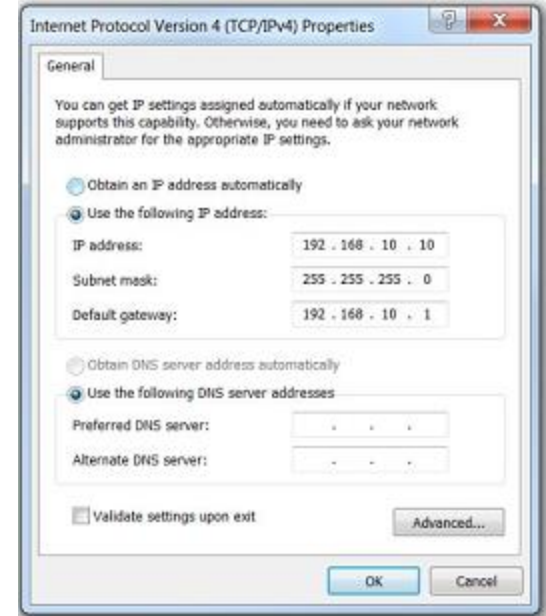 Internet Protocol Version 4 (TCP/IPv4) Properties
General
You can get IP settings assigned automatically if your network
supports this capability. Otherwise, you need to ask your network
administrator for the appropriate IP settings.
Obtain an IP address automatically
Use the following IP address:
IP address: 192 . 168 . 10 . 10
Subnet mask: 255 . 255 . 255 . 0
Default gateway: 192 . 168 . 10 . 1
Obtain DNS server address automatically
Use the following DNS server addresses
Preferred DNS server: . . .
Alternate DNS server: . . .
Validate settings upon exit
Advanced...
OK Cancel